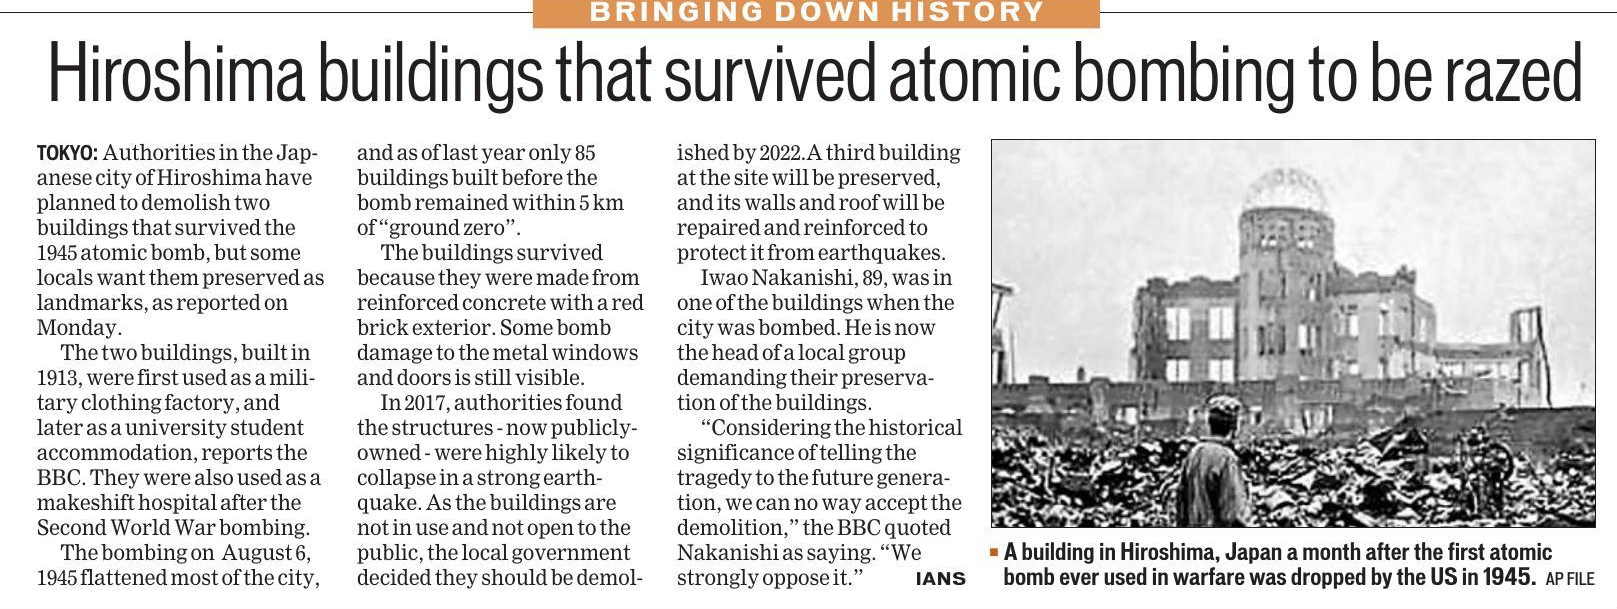 BRINGING DOWN HISTORY
Hiroshima buildings that survived atomic bombing to be razed
TOKYO: Authorities in the Jap-
anese city of Hiroshima have
planned to demolish two
buildings that survived the
1945 atomic bomb, but some
locals want them preserved as
landmarks, as reported on
Monday.
The two buildings, built in
1913, were first used as a mili-
tary clothing factory, and
later as a university student
accommodation, reports the
BBC. They were also used as a
makeshift hospital after the
Second World War bombing.
The bombing on August 6,
1945 flattened most of the city,
and as of last year only 85
buildings built before the
bomb remained within 5 km
of “ground zero”.
The buildings survived
because they were made from
reinforced concrete with a red
brick exterior. Some bomb
damage to the metal windows
and doors is still visible.
In 2017, authorities found
the structures - now publicly-
owned - were highly likely to
collapse in a strong earth-
quake. As the buildings are
not in use and not open to the
public, the local government
decided they should be demol-
ished by 2022.A third building
at the site will be preserved,
and its walls and roof will be
repaired and reinforced to
protect it from earthquakes.
Iwao Nakanishi, 89, was in
one of the buildings when the
city was bombed. He is now
the head of a local group
demanding their preserva-
tion of the buildings.
“Considering the historical
significance of telling the
tragedy to the future genera-
tion, we can no way accept the
demolition,” the BBC quoted
Nakanishi as saying. “We
strongly oppose it.” IANS
A building in Hiroshima, Japan a month after the first atomic
bomb ever used in warfare was dropped by the US in 1945. AP FILE